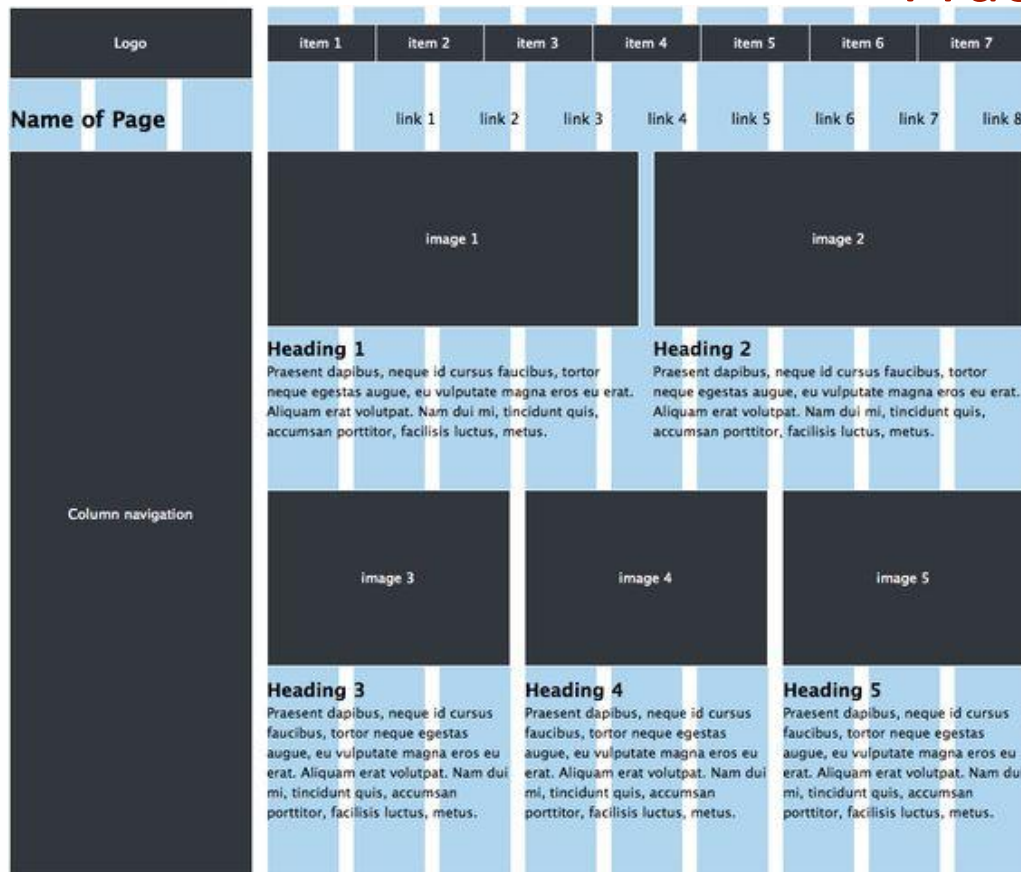 Logo
item 1 item 2 item 3 item 4 item 5 item 6 item 7
Name of Page
link 1 link 2 link 3 link 4 link 5 link 6 link 7 link 8
Column navigation
image 1
Heading 1
Praesent dapibus, neque id cursus faucibus, tortor
neque egestas augue, eu vulputate magna eros eu erat.
Aliquam erat volutpat. Nam dui mi, tincidunt quis,
accumsan porttitor, facilisis luctus, metus.
image 2
Heading 2
Praesent dapibus, neque id cursus faucibus, tortor
neque egestas augue, eu vulputate magna eros eu erat.
Aliquam erat volutpat. Nam dui mi, tincidunt quis,
accumsan porttitor, facilisis luctus, metus.
image 3
Heading 3
Praesent dapibus, neque id cursus
faucibus, tortor neque egestas
augue, eu vulputate magna eros eu
erat. Aliquam erat volutpat. Nam dui
mi, tincidunt quis, accumsan
porttitor, facilisis luctus, metus.
image 4
Heading 4
Praesent dapibus, neque id cursus
faucibus, tortor neque egestas
augue, eu vulputate magna eros eu
erat. Aliquam erat volutpat. Nam dui
mi, tincidunt quis, accumsan
porttitor, facilisis luctus, metus.
image 5
Heading 5
Praesent dapibus, neque id cursus
faucibus, tortor neque egestas
augue, eu vulputate magna eros eu
erat. Aliquam erat volutpat. Nam du
mi, tincidunt quis, accumsan
porttitor, facilisis luctus, metus.